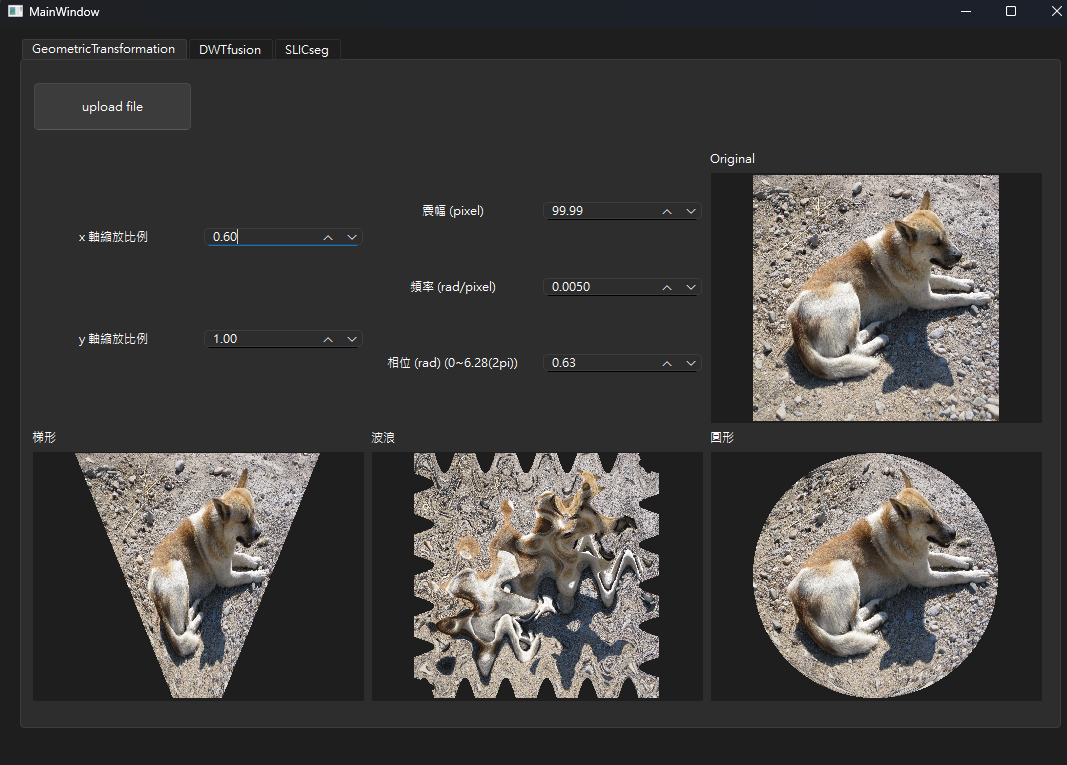 MainWindow
GeometricTransformation
DWTfusion
SLICseg
upload file
Original
震幅 (pixel)
99.99
x 軸縮放比例
0.60
頻率 (rad/pixel)
0.0050
y 軸縮放比例
1.00
相位 (rad) (0~6.28(2pi))
0.63
梯形
波浪
圓形